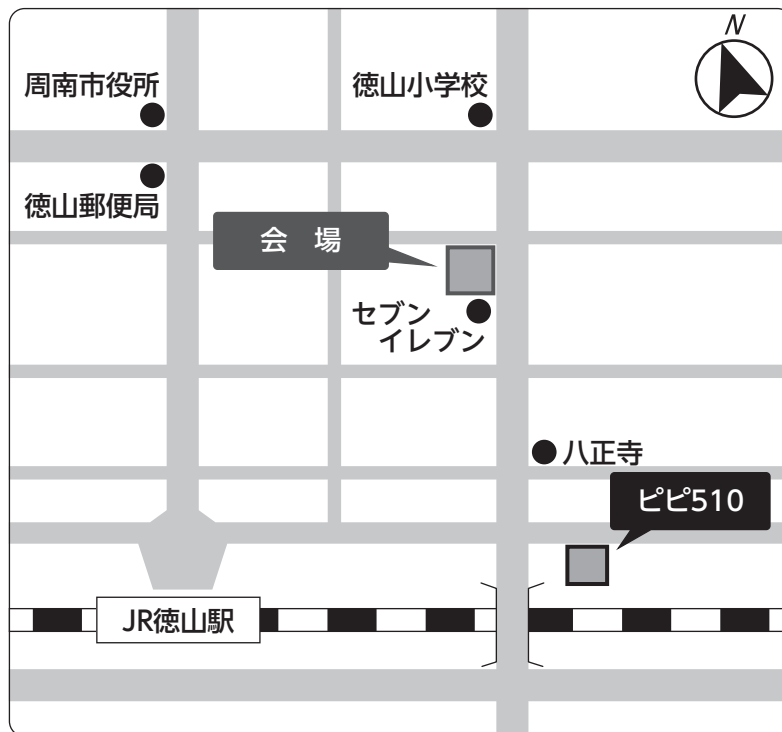 N
周南市役所
徳山小学校
徳山郵便局
会 場
セブン
イレブン
八正寺
ピピ510
JR徳山駅